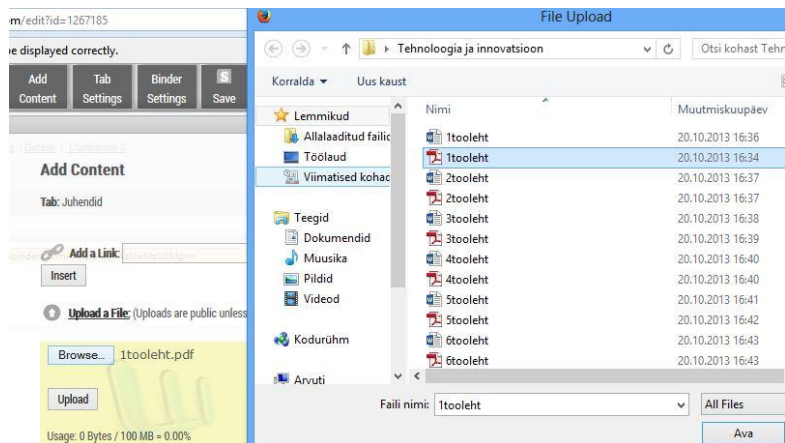 m/edit?id=1267185
e displayed correctly.
Add Content
Tab Settings
Binder Settings
S Save
Details | Comments 0
Add Content
Tab: Juhendid
Add a Link:
Insert
Upload a File: (Uploads are public unless
Browse... 1tooleht.pdf
Upload
Usage: 0 Bytes / 100 MB = 0.00%
File Upload
Tehnoloogia ja innovatsioon
Otsi kohast Tehn
Korralda
Uus kaust
Lemmikud
Allalaaditud failid
Töölaud
Viimatised kohad
Teegid
Dokumendid
Muusika
Pildid
Videod
Kodurühm
Arvuti
Nimi Muutmiskuupäev
1tooleht 20.10.2013 16:36
1tooleht 20.10.2013 16:34
2tooleht 20.10.2013 16:37
2tooleht 20.10.2013 16:37
3tooleht 20.10.2013 16:38
3tooleht 20.10.2013 16:39
4tooleht 20.10.2013 16:40
4tooleht 20.10.2013 16:40
5tooleht 20.10.2013 16:41
5tooleht 20.10.2013 16:42
6tooleht 20.10.2013 16:43
6tooleht 20.10.2013 16:43
Faili nimi: 1tooleht
All Files
Ava